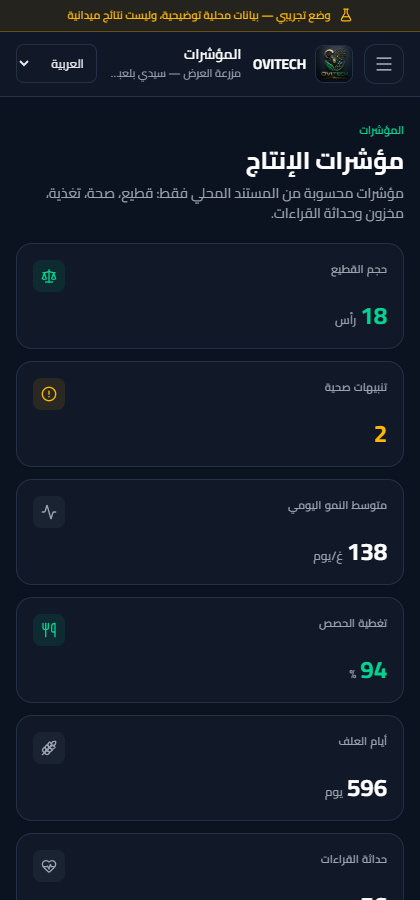 وضع تجريبي — بيانات محلية توضيحية، وليست نتائج ميدانية
OVITECH
المؤشرات
مزرعة العرض — سيدي بلعبـ...
العربية
المؤشرات
مؤشرات الإنتاج
مؤشرات محسوبة من المستند المحلي فقط: قطيع، صحة، تغذية،
مخزون وحداثة القراءات.
حجم القطيع
18 رأس
تنبيهات صحية
2
متوسط النمو اليومي
138 غ/يوم
تغطية الحصص
94 %
أيام العلف
596 يوم
حداثة القراءات